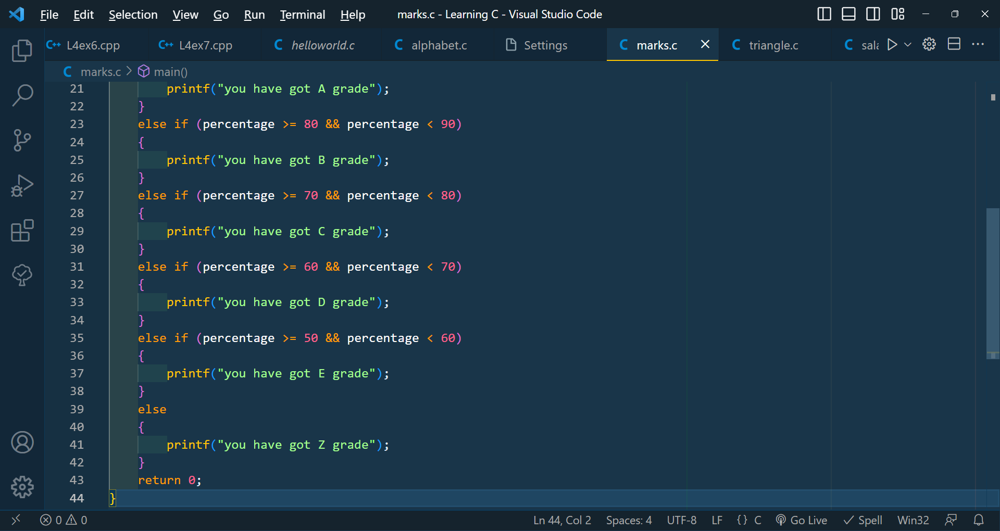 File Edit Selection View Go Run Terminal Help marks.c - Learning C - Visual Studio Code
C++ L4ex6.cpp C++ L4ex7.cpp C helloworld.c C alphabet.c Settings C marks.c C triangle.c C sala
C marks.c > main()
21 printf("you have got A grade");
22 }
23 else if (percentage >= 80 && percentage < 90)
24 {
25 printf("you have got B grade");
26 }
27 else if (percentage >= 70 && percentage < 80)
28 {
29 printf("you have got C grade");
30 }
31 else if (percentage >= 60 && percentage < 70)
32 {
33 printf("you have got D grade");
34 }
35 else if (percentage >= 50 && percentage < 60)
36 {
37 printf("you have got E grade");
38 }
39 else
40 {
41 printf("you have got Z grade");
42 }
43 return 0;
44 }
0 0 Ln 44, Col 2 Spaces: 4 UTF-8 LF {} C Go Live Spell Win32